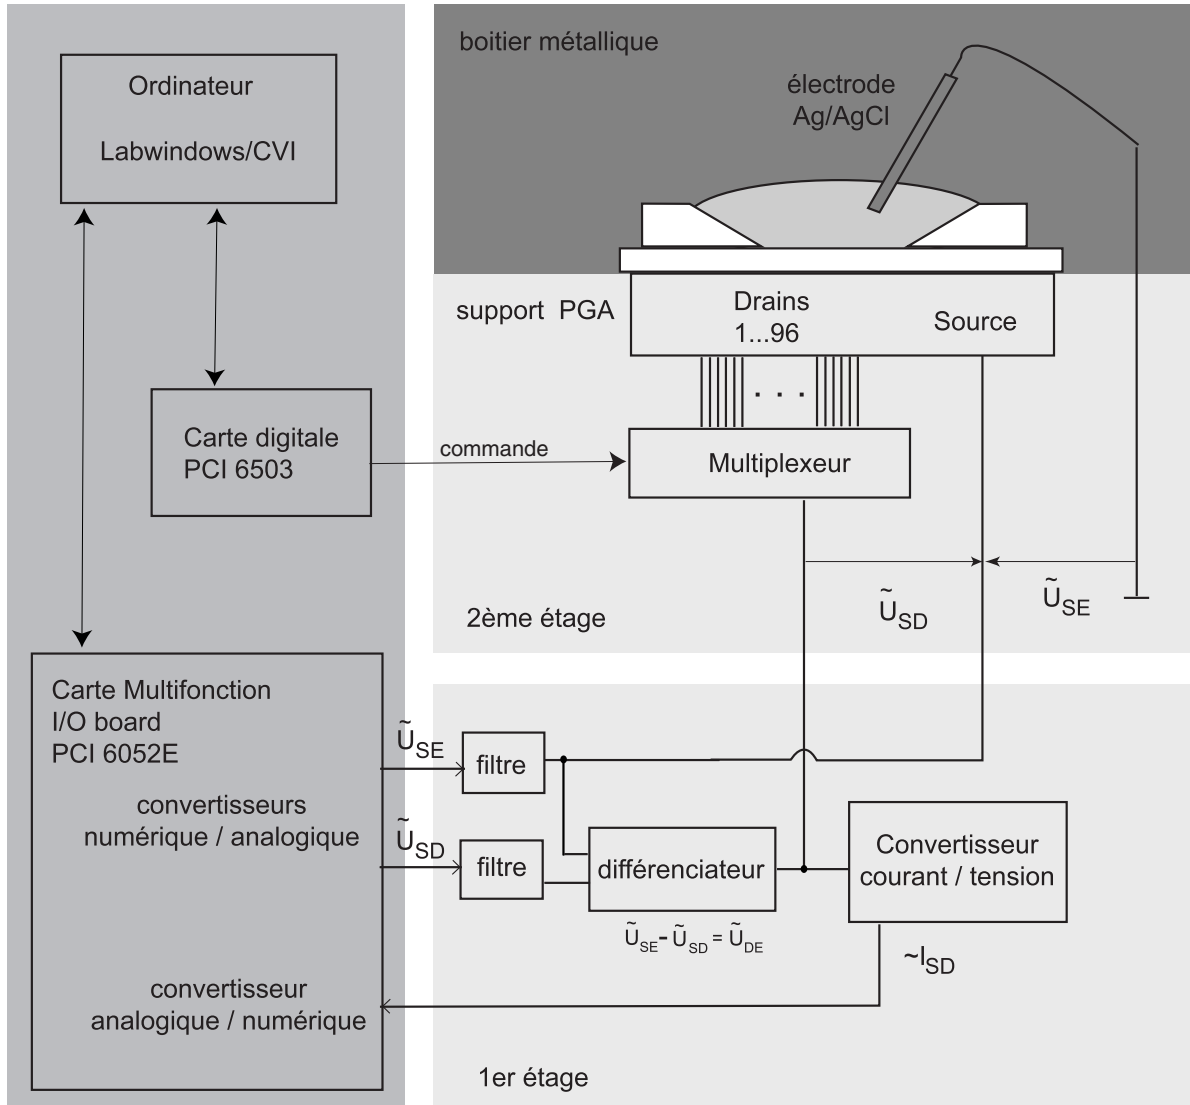 Ordinateur
Labwindows/CVI
Carte digitale
PCI 6503
commande
Carte Multifonction
I/O board
PCI 6052E
convertisseurs
numérique / analogique
convertisseur
analogique / numérique
boitier métallique
électrode
Ag/AgCl
support PGA
Drains
1...96
Source
. . .
Multiplexeur
Ũ_SD
Ũ_SE
2ème étage
Ũ_SE
filtre
Ũ_SD
filtre
différenciateur
Ũ_SE - Ũ_SD = Ũ_DE
Convertisseur
courant / tension
~I_SD
1er étage